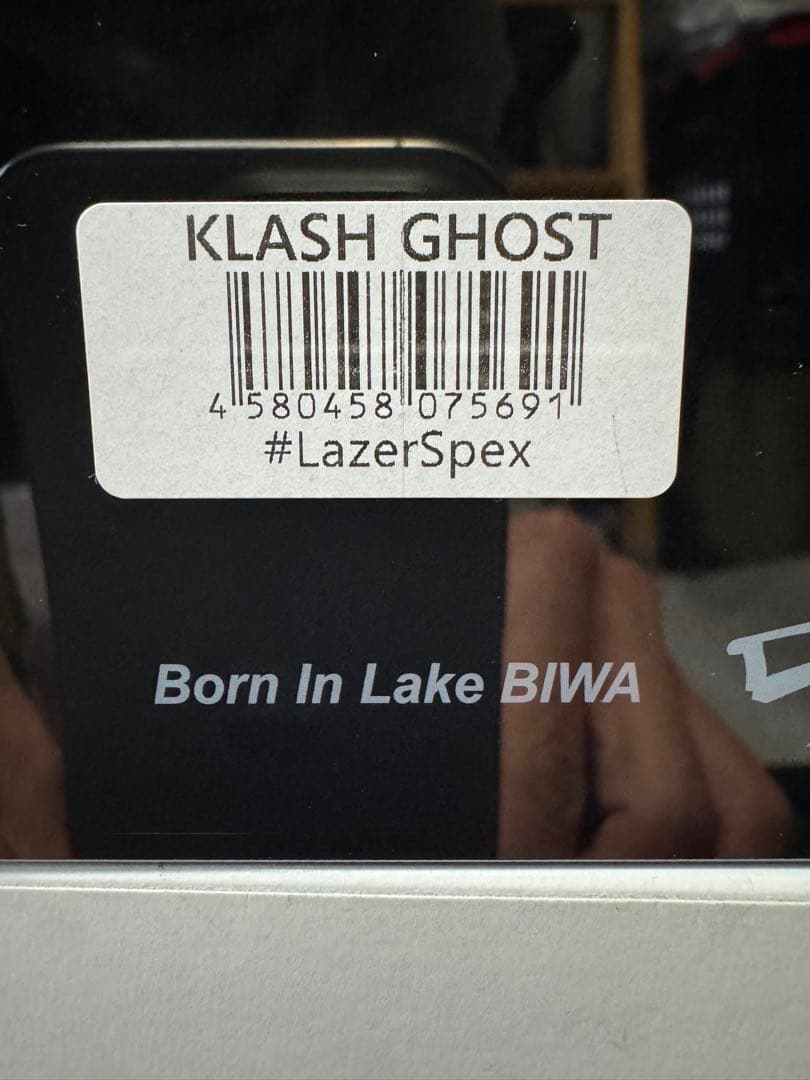 KLASH GHOST
4 580458 075691
#LazerSpex
Born In Lake BIWA